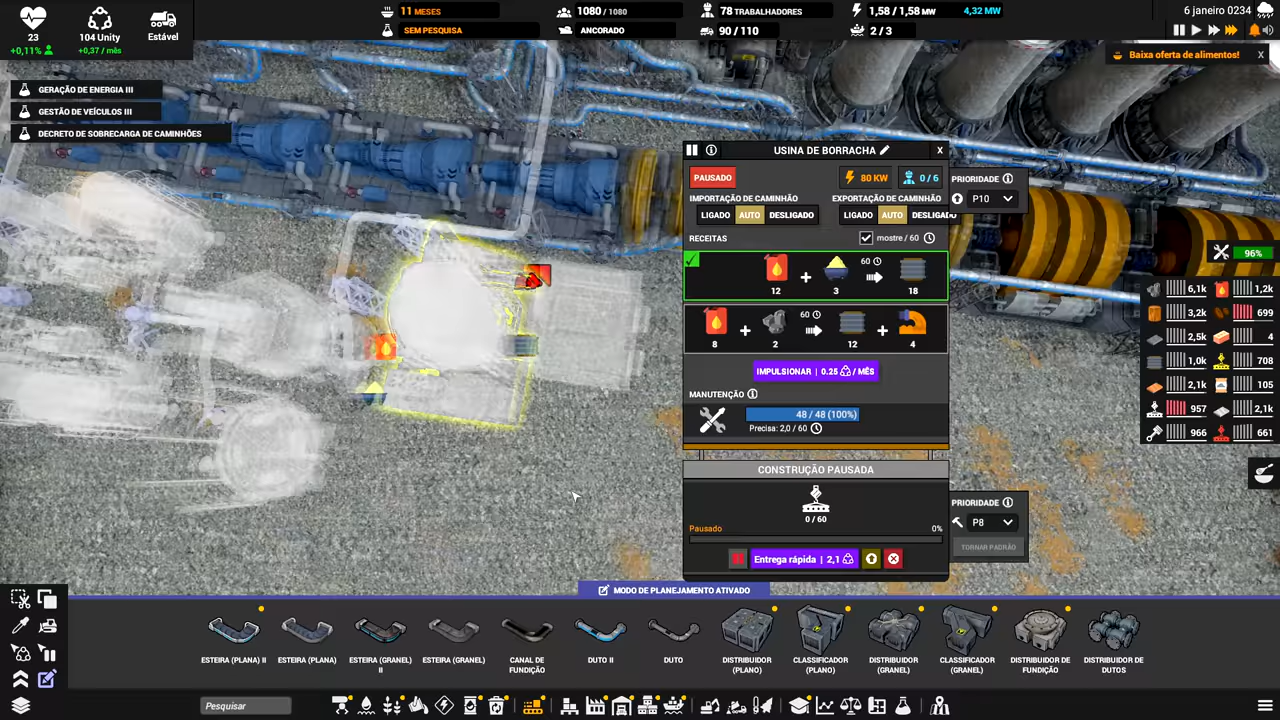 11 MESES
1080 / 1080
78 TRABALHADORES
1,58 / 1,58 MW
4,32 MW
6 janeiro 0234
23
104 Unity
Estável
SEM PESQUISA
ANCORADO
90 / 110
2 / 3
+0,11%
+0,37 / mês
Baixa oferta de alimentos!
X
GERAÇÃO DE ENERGIA III
GESTÃO DE VEÍCULOS III
DECRETO DE SOBRECARGA DE CAMINHÕES
USINA DE BORRACHA
X
PAUSADO
80 KW
0 / 6
PRIORIDADE
P10
IMPORTAÇÃO DE CAMINHÃO
EXPORTAÇÃO DE CAMINHÃO
LIGADO
AUTO
DESLIGADO
LIGADO
AUTO
RECEITAS
mostre / 60
60
12
+
3
18
60
8
+
2
12
+
4
IMPULSIONAR | 0.25 / MÊS
MANUTENÇÃO
48 / 48 (100%)
Precisa: 2,0 / 60
CONSTRUÇÃO PAUSADA
0 / 60
Pausado
0%
Entrega rápida | 2,1
PRIORIDADE
P8
TORNAR PADRÃO
96%
6,1k
1,2k
3,2k
699
2,5k
4
1,0k
708
2,1k
105
957
2,1k
966
661
MODO DE PLANEJAMENTO ATIVADO
ESTEIRA (PLANA) II
ESTEIRA (PLANA)
ESTEIRA (GRANEL) II
ESTEIRA (GRANEL)
CANAL DE FUNDIÇÃO
DUTO II
DUTO
DISTRIBUIDOR (PLANO)
CLASSIFICADOR (PLANO)
DISTRIBUIDOR (GRANEL)
CLASSIFICADOR (GRANEL)
DISTRIBUIDOR DE FUNDIÇÃO
DISTRIBUIDOR DE DUTOS
Pesquisar